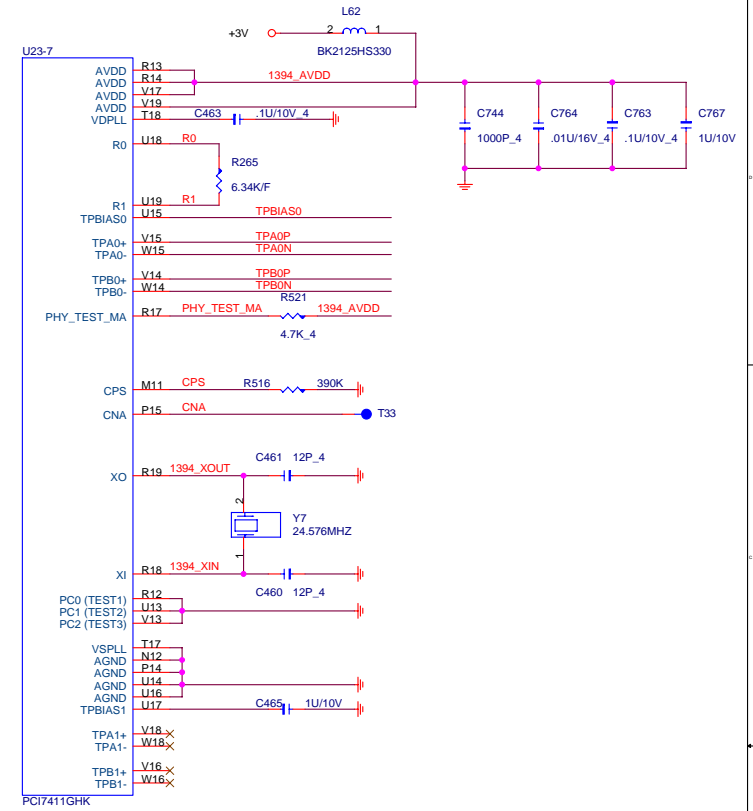 L62
+3V
2
1
BK2125HS330
U23-7
AVDD R13
AVDD R14 1394_AVDD
AVDD V17
AVDD V19
VDPLL T18 C463 .1U/10V_4
C744 C764 C763 C767
1000P_4 .01U/16V_4 .1U/10V_4 1U/10V
R0 U18 R0
R265
6.34K/F
R1 U19 R1
TPBIAS0 U15 TPBIAS0
TPA0+ V15 TPA0P
TPA0- W15 TPA0N
TPB0+ V14 TPB0P
TPB0- W14 TPB0N
R521
PHY_TEST_MA R17 PHY_TEST_MA 1394_AVDD
4.7K_4
CPS M11 CPS R516 390K
CNA P15 CNA T33
C461 12P_4
XO R19 1394_XOUT
2
Y7
24.576MHZ
1
XI R18 1394_XIN
C460 12P_4
PC0 (TEST1) R12
PC1 (TEST2) U13
PC2 (TEST3) V13
VSPLL T17
AGND N12
AGND P14
AGND U14
AGND U16
TPBIAS1 U17 C465 1U/10V
TPA1+ V18
TPA1- W18
TPB1+ V16
TPB1- W16
PCI7411GHK